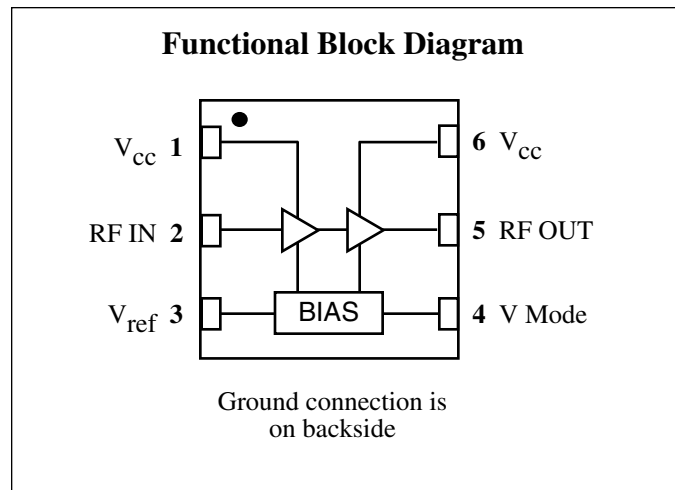 Functional Block Diagram
Vcc 1
6 Vcc
RF IN 2
5 RF OUT
Vref 3
BIAS
4 V Mode
Ground connection is
on backside